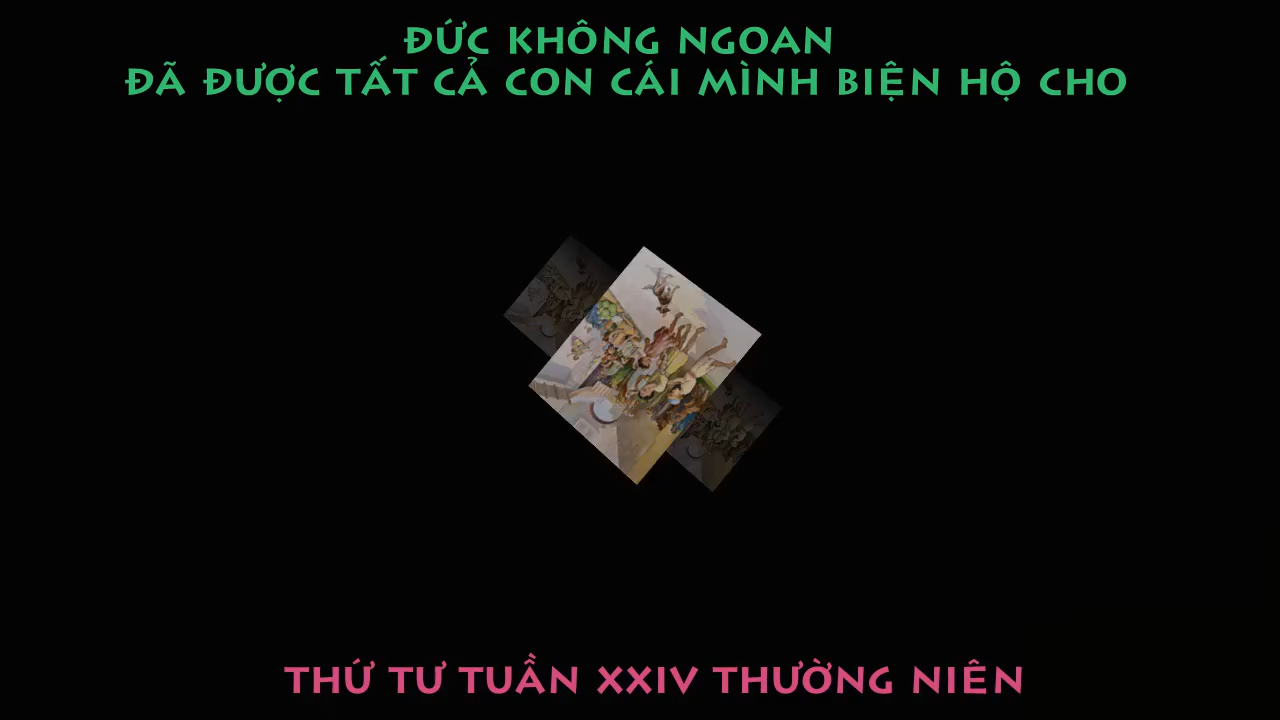 ĐỨC KHÔNG NGOAN
ĐÃ ĐƯỢC TẤT CẢ CON CÁI MÌNH BIỆN HỘ CHO
THỨ TƯ TUẦN XXIV THƯỜNG NIÊN